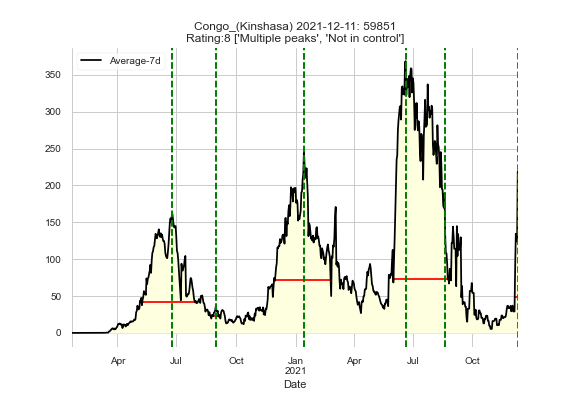 Congo_(Kinshasa) 2021-12-11: 59851
Rating:8 ['Multiple peaks', 'Not in control']
Average-7d
350
300
250
200
150
100
50
0
Apr Jul Oct Jan Apr Jul Oct
2021
Date